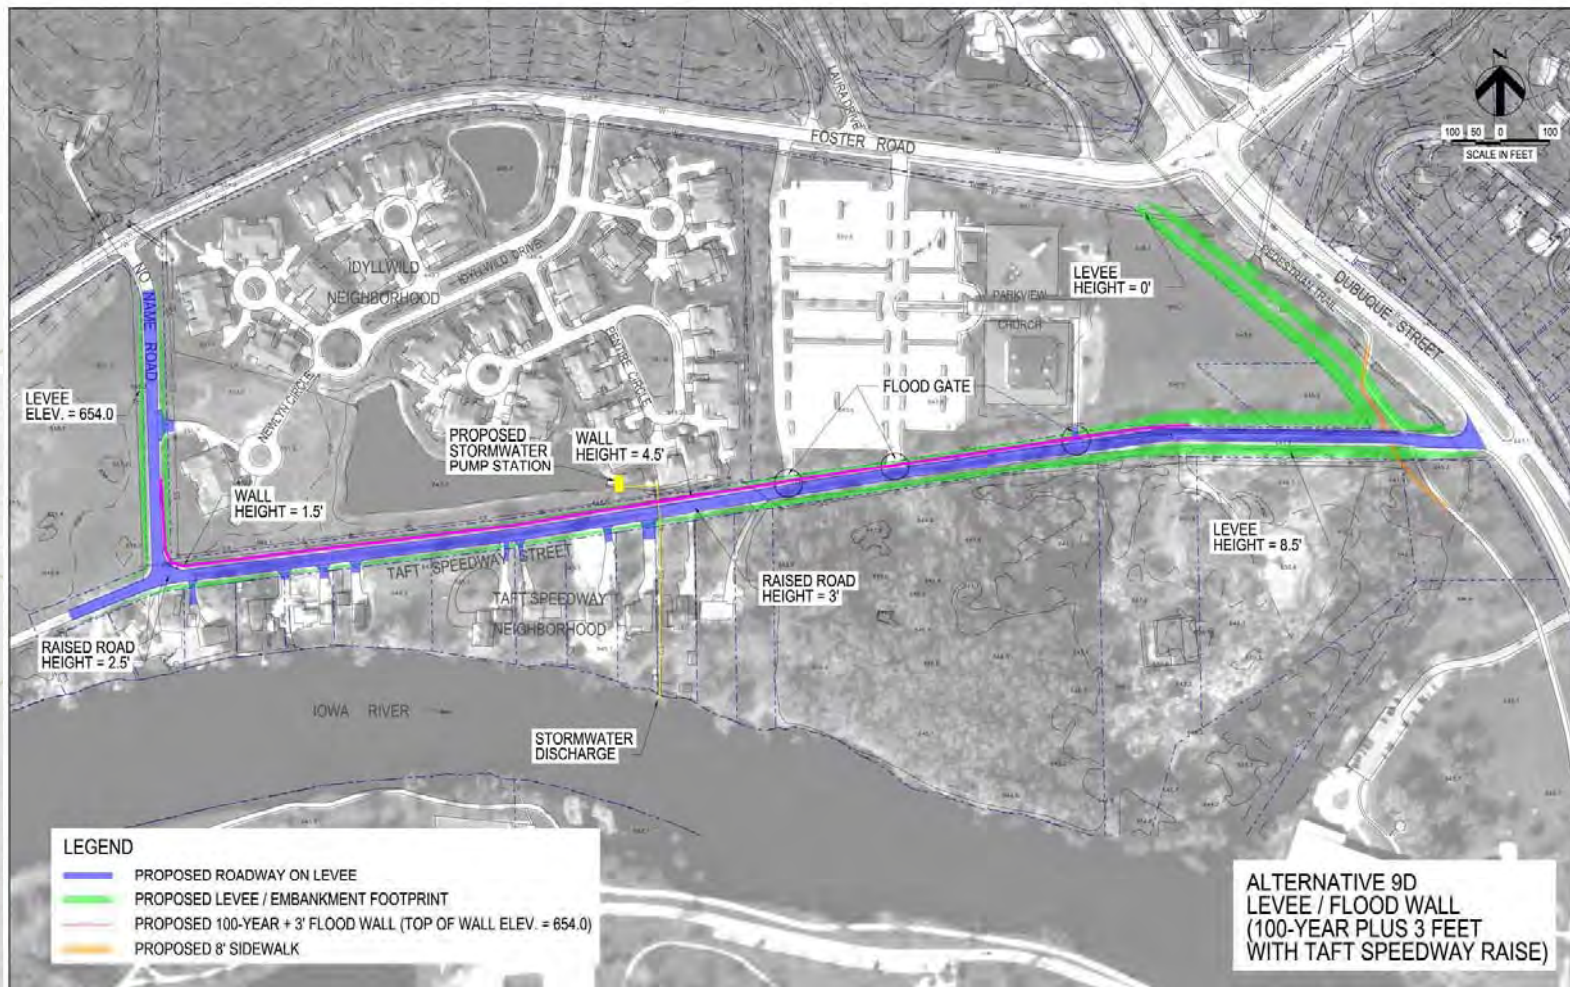 LAURA DRIVE
FOSTER ROAD
Z
100 50 0 100
SCALE IN FEET
NO NAME ROAD
IDYLLWILD
NEIGHBORHOOD
IDYLLWILD DRIVE
LEVEE
HEIGHT = 0'
PEDESTRIAN TRAIL
DUBUQUE STREET
PARKVIEW
CHURCH
LEVEE
ELEV. = 654.0
NEWLYN CIRCLE
PENTIRE CIRCLE
FLOOD GATE
PROPOSED
STORMWATER
PUMP STATION
WALL
HEIGHT = 4.5'
WALL
HEIGHT = 1.5'
LEVEE
HEIGHT = 8.5'
TAFT SPEEDWAY STREET
RAISED ROAD
HEIGHT = 3'
TAFT SPEEDWAY
NEIGHBORHOOD
RAISED ROAD
HEIGHT = 2.5'
IOWA RIVER
STORMWATER
DISCHARGE
LEGEND
PROPOSED ROADWAY ON LEVEE
PROPOSED LEVEE / EMBANKMENT FOOTPRINT
PROPOSED 100-YEAR + 3' FLOOD WALL (TOP OF WALL ELEV. = 654.0)
PROPOSED 8' SIDEWALK
ALTERNATIVE 9D
LEVEE / FLOOD WALL
(100-YEAR PLUS 3 FEET
WITH TAFT SPEEDWAY RAISE)